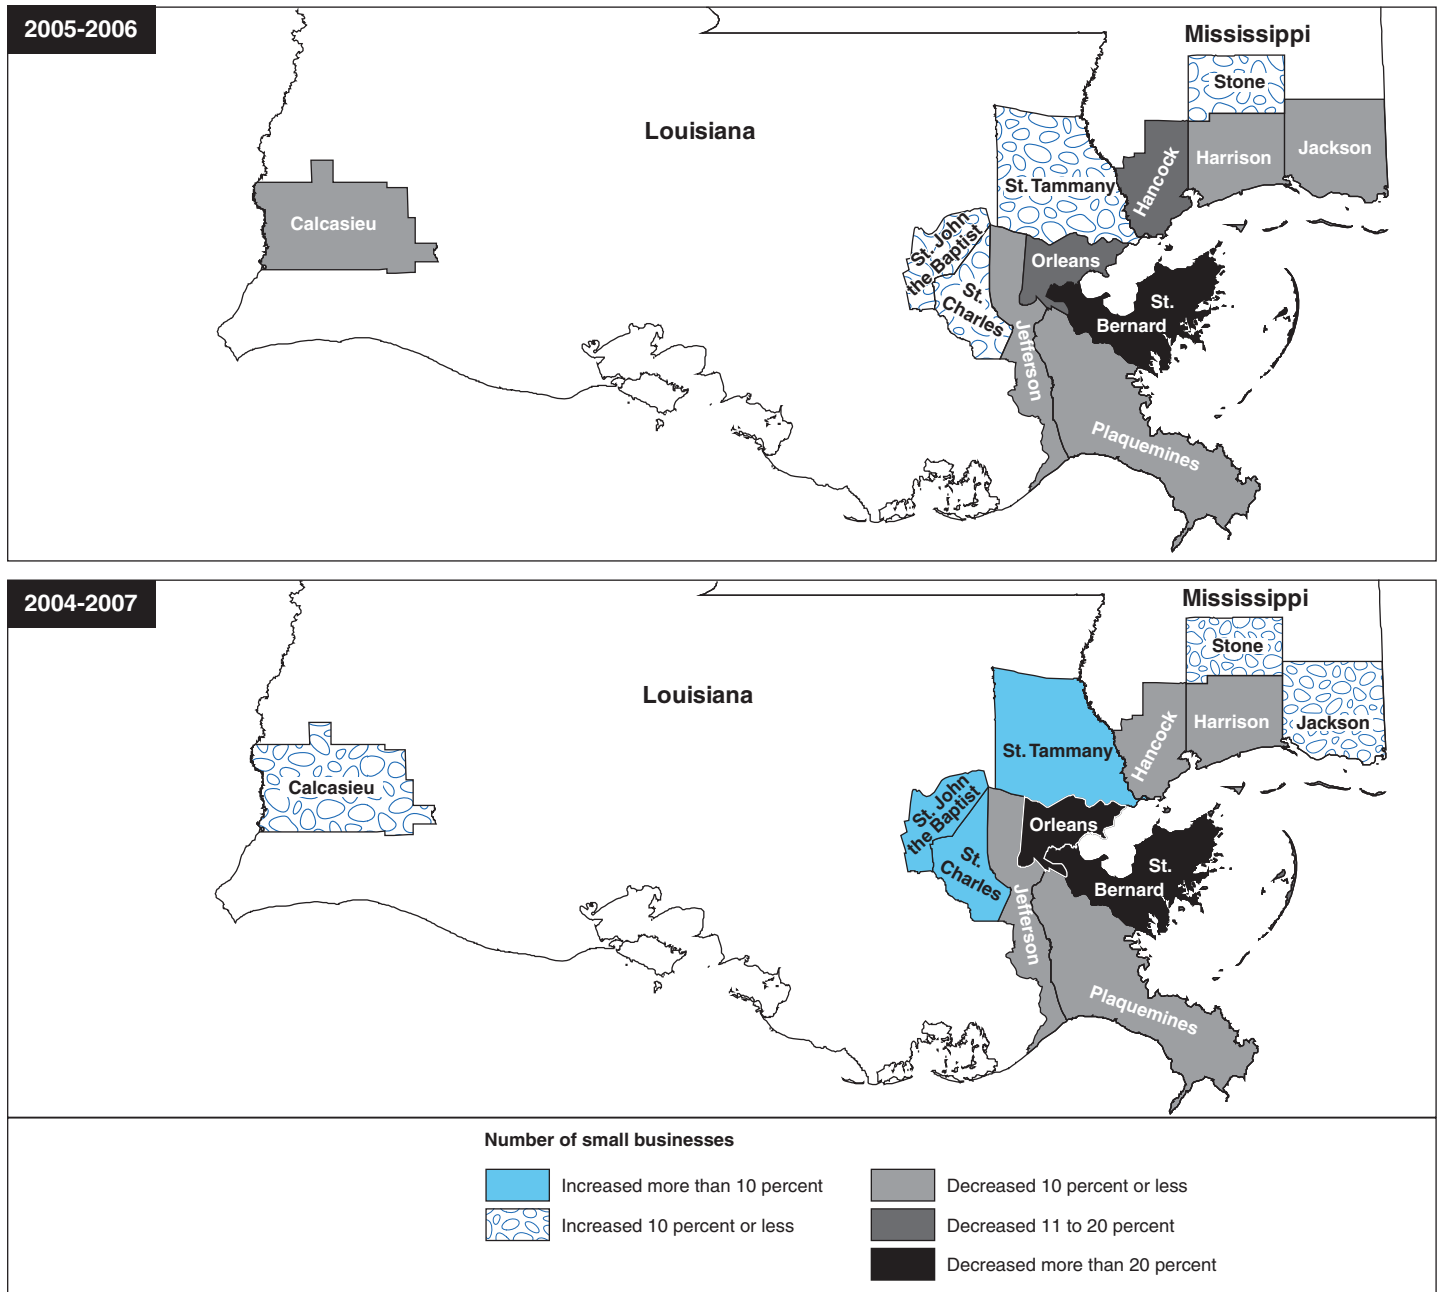 2005-2006
Mississippi
Stone
Louisiana
Hancock
Harrison
Jackson
St. Tammany
Calcasieu
St. John
the Baptist
Orleans
St.
Charles
St.
Bernard
Jefferson
Plaquemines
2004-2007
Mississippi
Stone
Louisiana
Hancock
Harrison
Jackson
St. Tammany
Calcasieu
St. John
the Baptist
Orleans
St.
Charles
St.
Bernard
Jefferson
Plaquemines
Number of small businesses
Increased more than 10 percent
Increased 10 percent or less
Decreased 10 percent or less
Decreased 11 to 20 percent
Decreased more than 20 percent